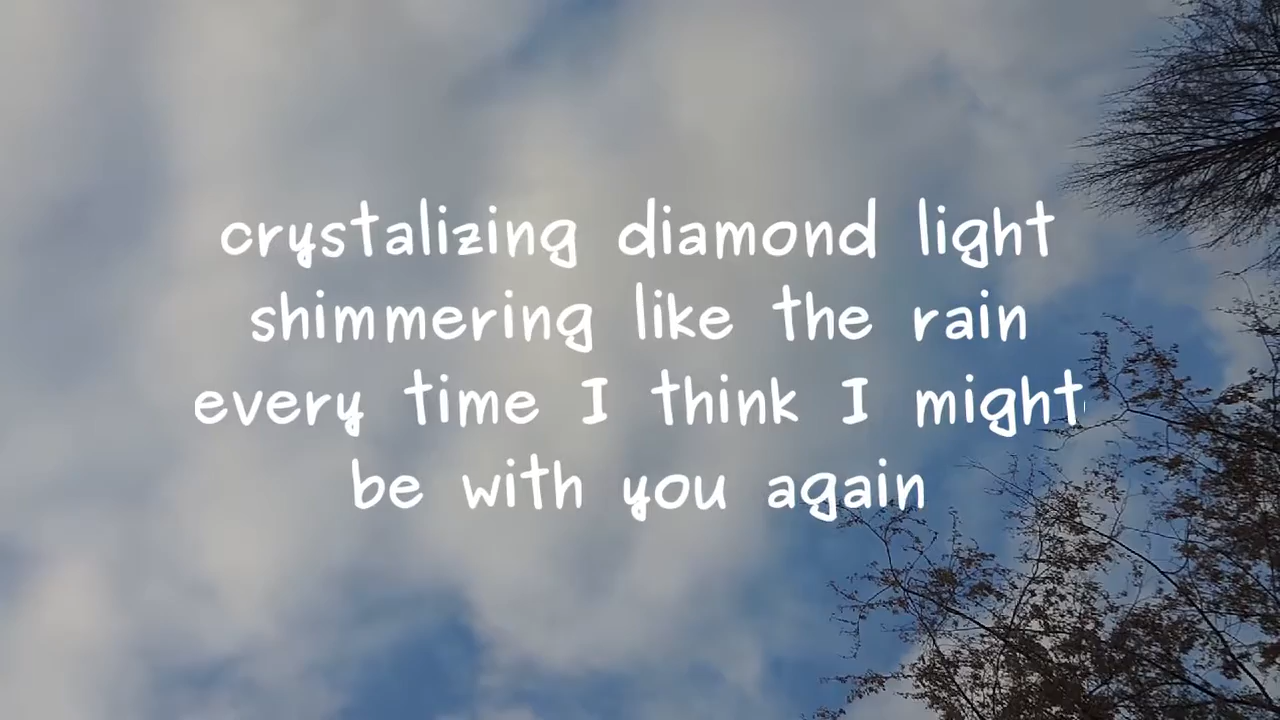 crystalizing diamond light
shimmering like the rain
every time I think I might
be with you again